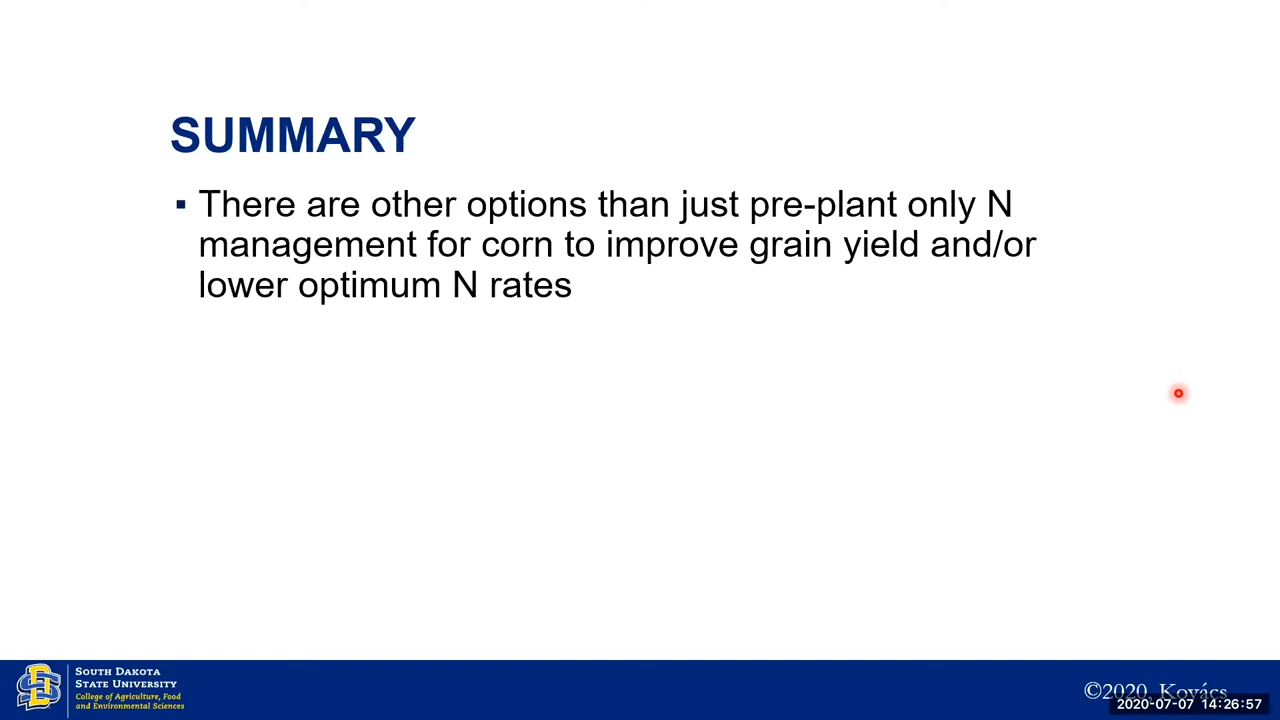 SUMMARY
▪ There are other options than just pre-plant only N
management for corn to improve grain yield and/or
lower optimum N rates
SOUTH DAKOTA
STATE UNIVERSITY
College of Agriculture, Food
and Environmental Sciences
©2020, Kovács
2020-07-07 14:26:57